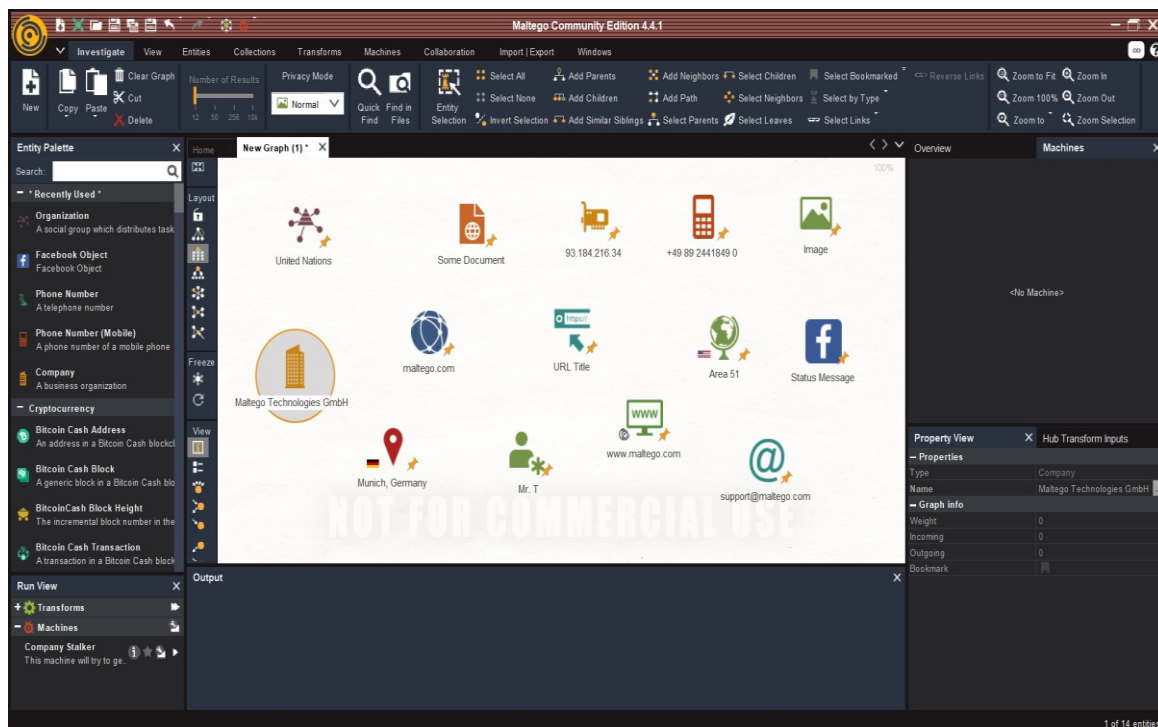 Maltego Community Edition 4.4.1
Investigate View Entities Collections Transforms Machines Collaboration Import | Export Windows
New
Copy Paste
Clear Graph
Cut
Delete
Number of Results
12 50 256 10k
Privacy Mode
Normal
Quick Find
Find in Files
Entity Selection
Select All
Select None
Invert Selection
Add Parents
Add Children
Add Similar Siblings
Add Neighbors
Add Path
Select Parents
Select Children
Select Neighbors
Select Leaves
Select Bookmarked
Select by Type
Select Links
Reverse Links
Zoom to Fit
Zoom 100%
Zoom to
Zoom In
Zoom Out
Zoom Selection
Entity Palette X
Search:
* Recently Used *
Organization
A social group which distributes task
Facebook Object
Facebook Object
Phone Number
A telephone number
Phone Number (Mobile)
A phone number of a mobile phone
Company
A business organization
Cryptocurrency
Bitcoin Cash Address
An address in a Bitcoin Cash blockcl
Bitcoin Cash Block
A generic block in a Bitcoin Cash blo
BitcoinCash Block Height
The incremental block number in the
Bitcoin Cash Transaction
A transaction in a Bitcoin Cash block
Run View X
Transforms
Machines
Company Stalker
This machine will try to ge..
Home New Graph (1) * X
Layout
Freeze
View
100%
United Nations
Some Document
93.184.216.34
+49 89 2441849 0
Image
Maltego Technologies GmbH
maltego.com
https://
URL Title
Area 51
Status Message
Munich, Germany
Mr. T
WWW
www.maltego.com
support@maltego.com
NOT FOR COMMERCIAL USE
Output X
Overview Machines X
<No Machine>
Property View X Hub Transform Inputs
Properties
Type Company
Name Maltego Technologies GmbH
Graph info
Weight 0
Incoming 0
Outgoing 0
Bookmark
1 of 14 entities